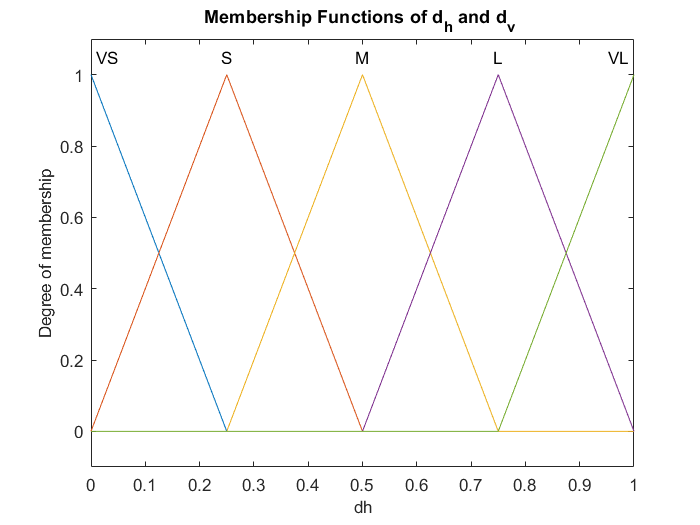 Membership Functions of d_h and d_v
VS S M L VL
1
0.8
0.6
0.4
0.2
0
Degree of membership
0 0.1 0.2 0.3 0.4 0.5 0.6 0.7 0.8 0.9 1
dh